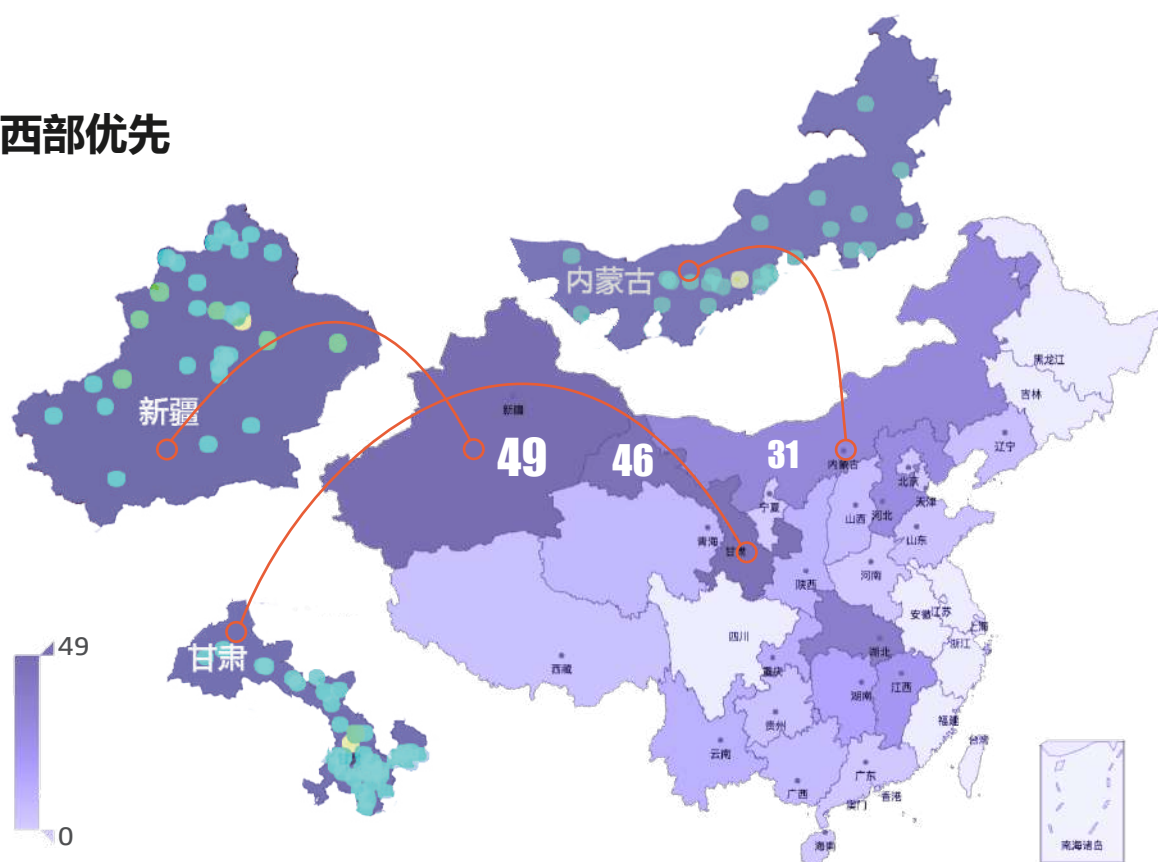 西部优先
内蒙古
新疆
甘肃
49
0
49
46
31
新疆
内蒙古
黑龙江
吉林
辽宁
北京
天津
河北
山西
山东
宁夏
青海
甘肃
陕西
河南
安徽
江苏
上海
浙江
四川
重庆
湖北
西藏
湖南
江西
贵州
云南
福建
台湾
广西
广东
香港
澳门
海南
南海诸岛